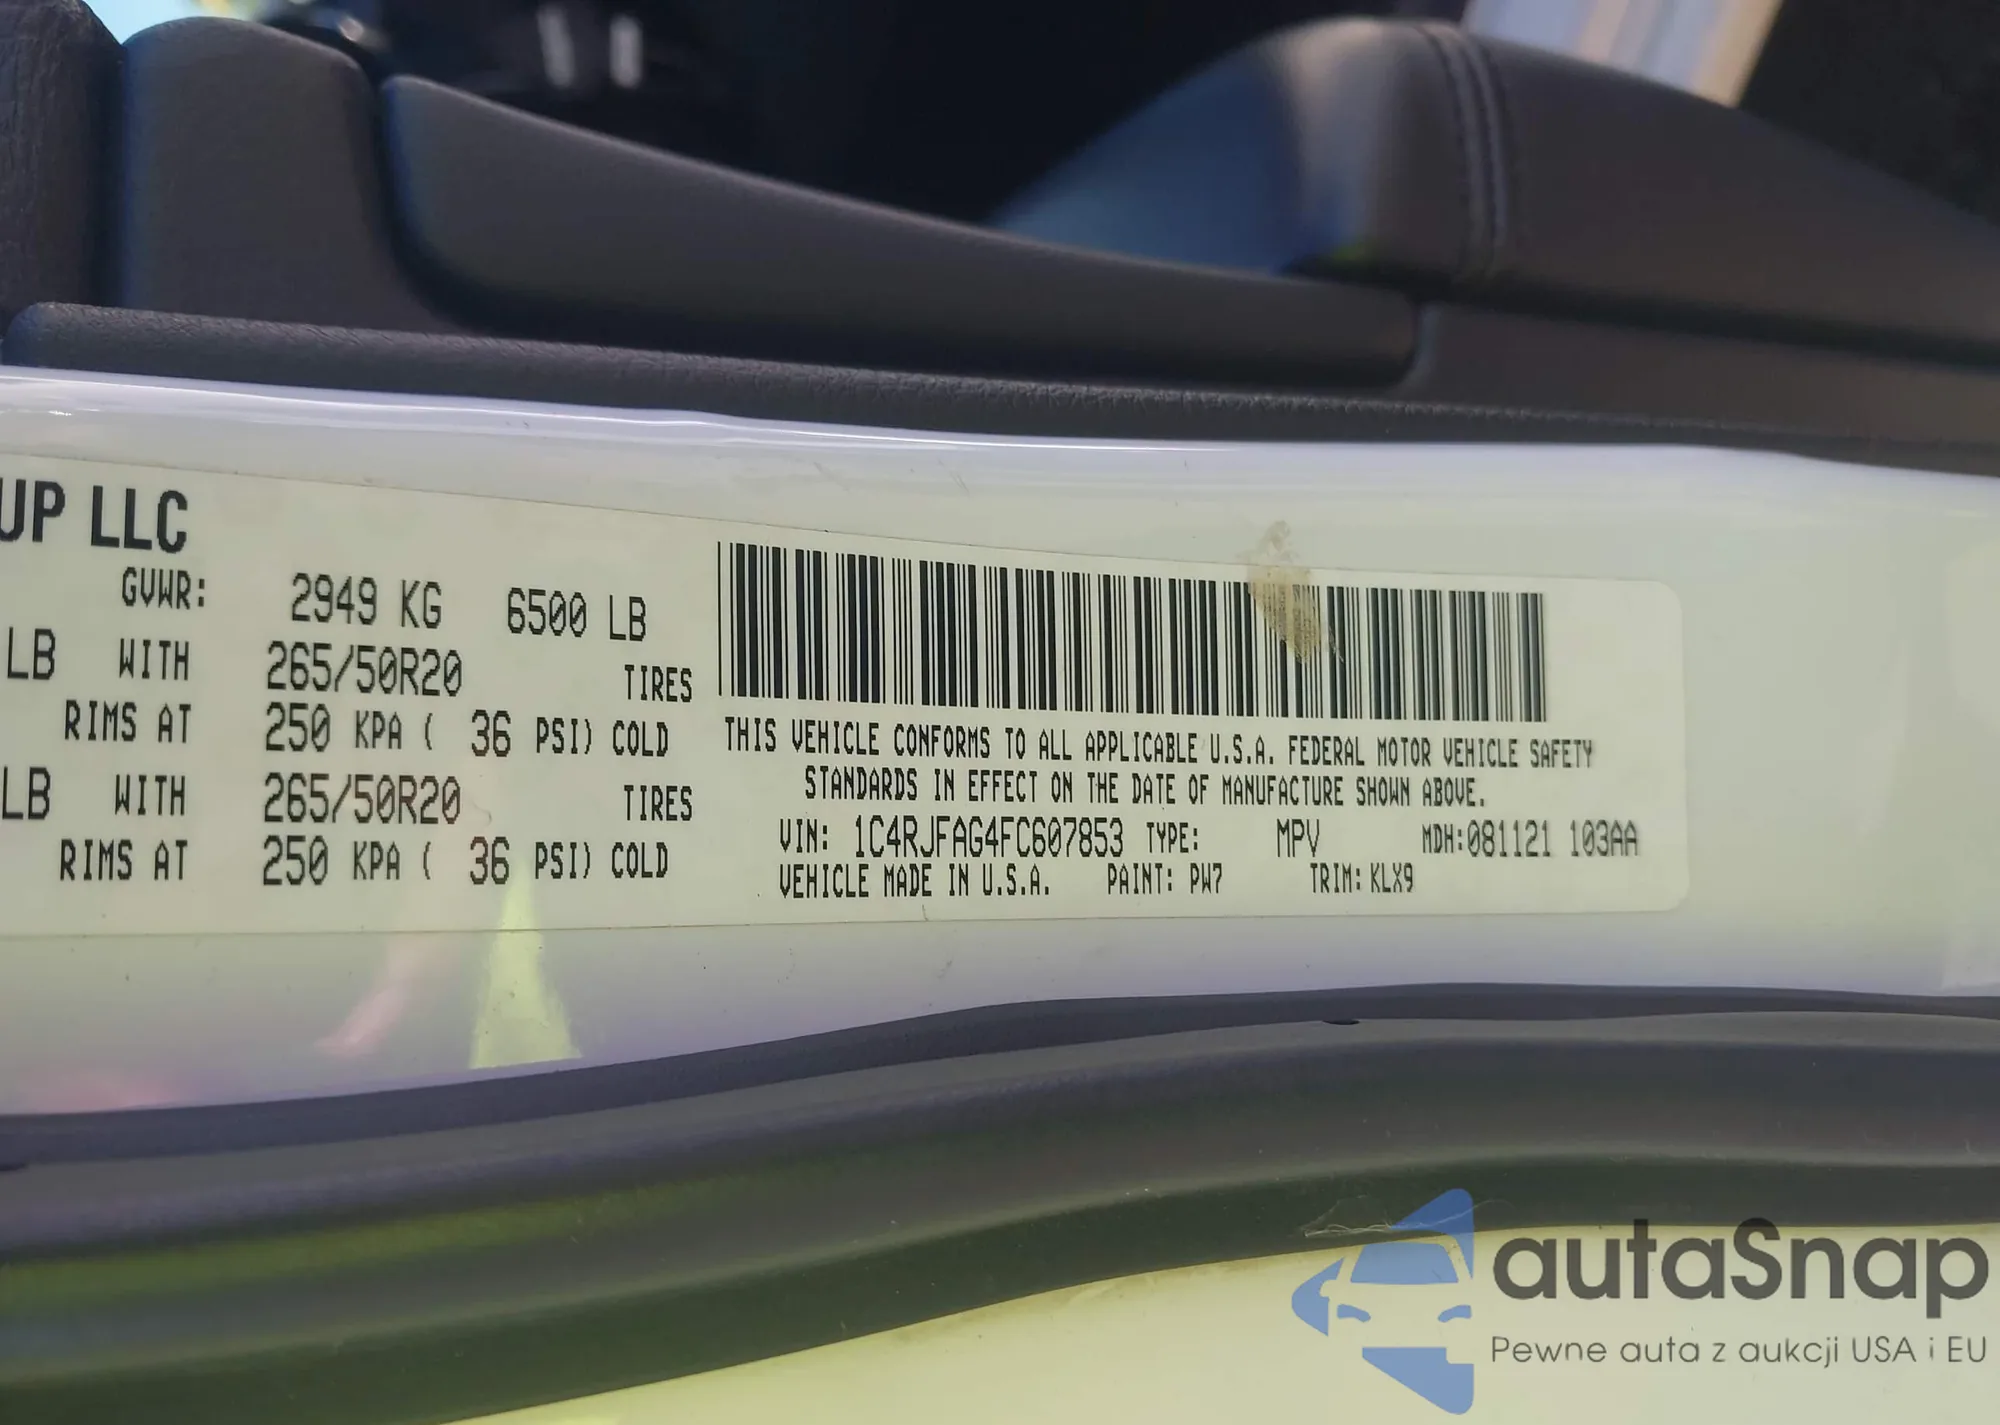 UP LLC
GVWR: 2949 KG 6500 LB
LB WITH 265/50R20 TIRES
RIMS AT 250 KPA ( 36 PSI) COLD
LB WITH 265/50R20 TIRES
RIMS AT 250 KPA ( 36 PSI) COLD
THIS VEHICLE CONFORMS TO ALL APPLICABLE U.S.A. FEDERAL MOTOR VEHICLE SAFETY
STANDARDS IN EFFECT ON THE DATE OF MANUFACTURE SHOWN ABOVE.
VIN: 1C4RJFAG4FC607853 TYPE: MPV MDH:081121 103AA
VEHICLE MADE IN U.S.A. PAINT: PW7 TRIM: KLX9
autaSnap
Pewne auta z aukcji USA i EU